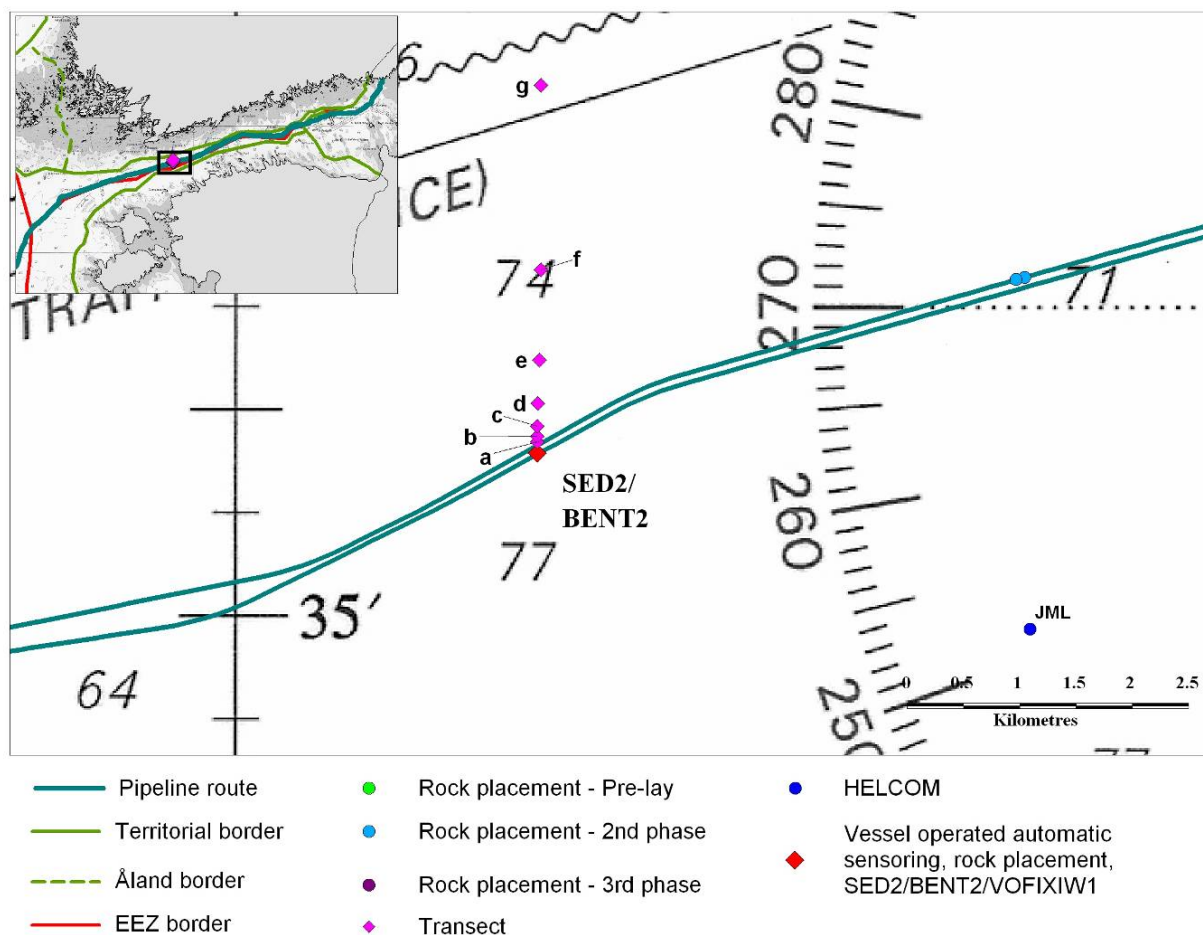 6
g
280
(CE)
TRAF
f
74
270
71
e
d
c
b
a
SED2/
BENT2
260
77
35′
JML
64
0 0.5 1 1.5 2 2.5
Kilometres
250
Pipeline route
Territorial border
Åland border
EEZ border
Rock placement - Pre-lay
Rock placement - 2nd phase
Rock placement - 3rd phase
Transect
HELCOM
Vessel operated automatic
sensoring, rock placement,
SED2/BENT2/VOFIXIW1